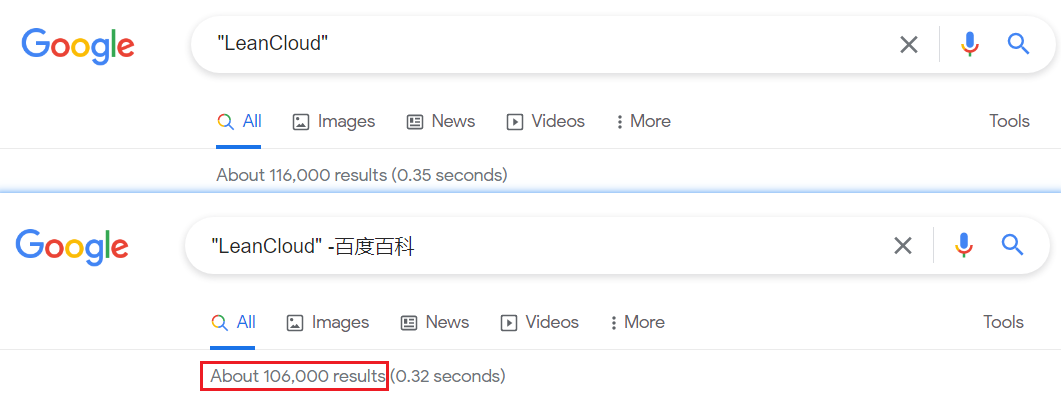 Google "LeanCloud"
All Images News Videos More Tools
About 116,000 results (0.35 seconds)
Google "LeanCloud" -百度百科
All Images News Videos More Tools
About 106,000 results (0.32 seconds)